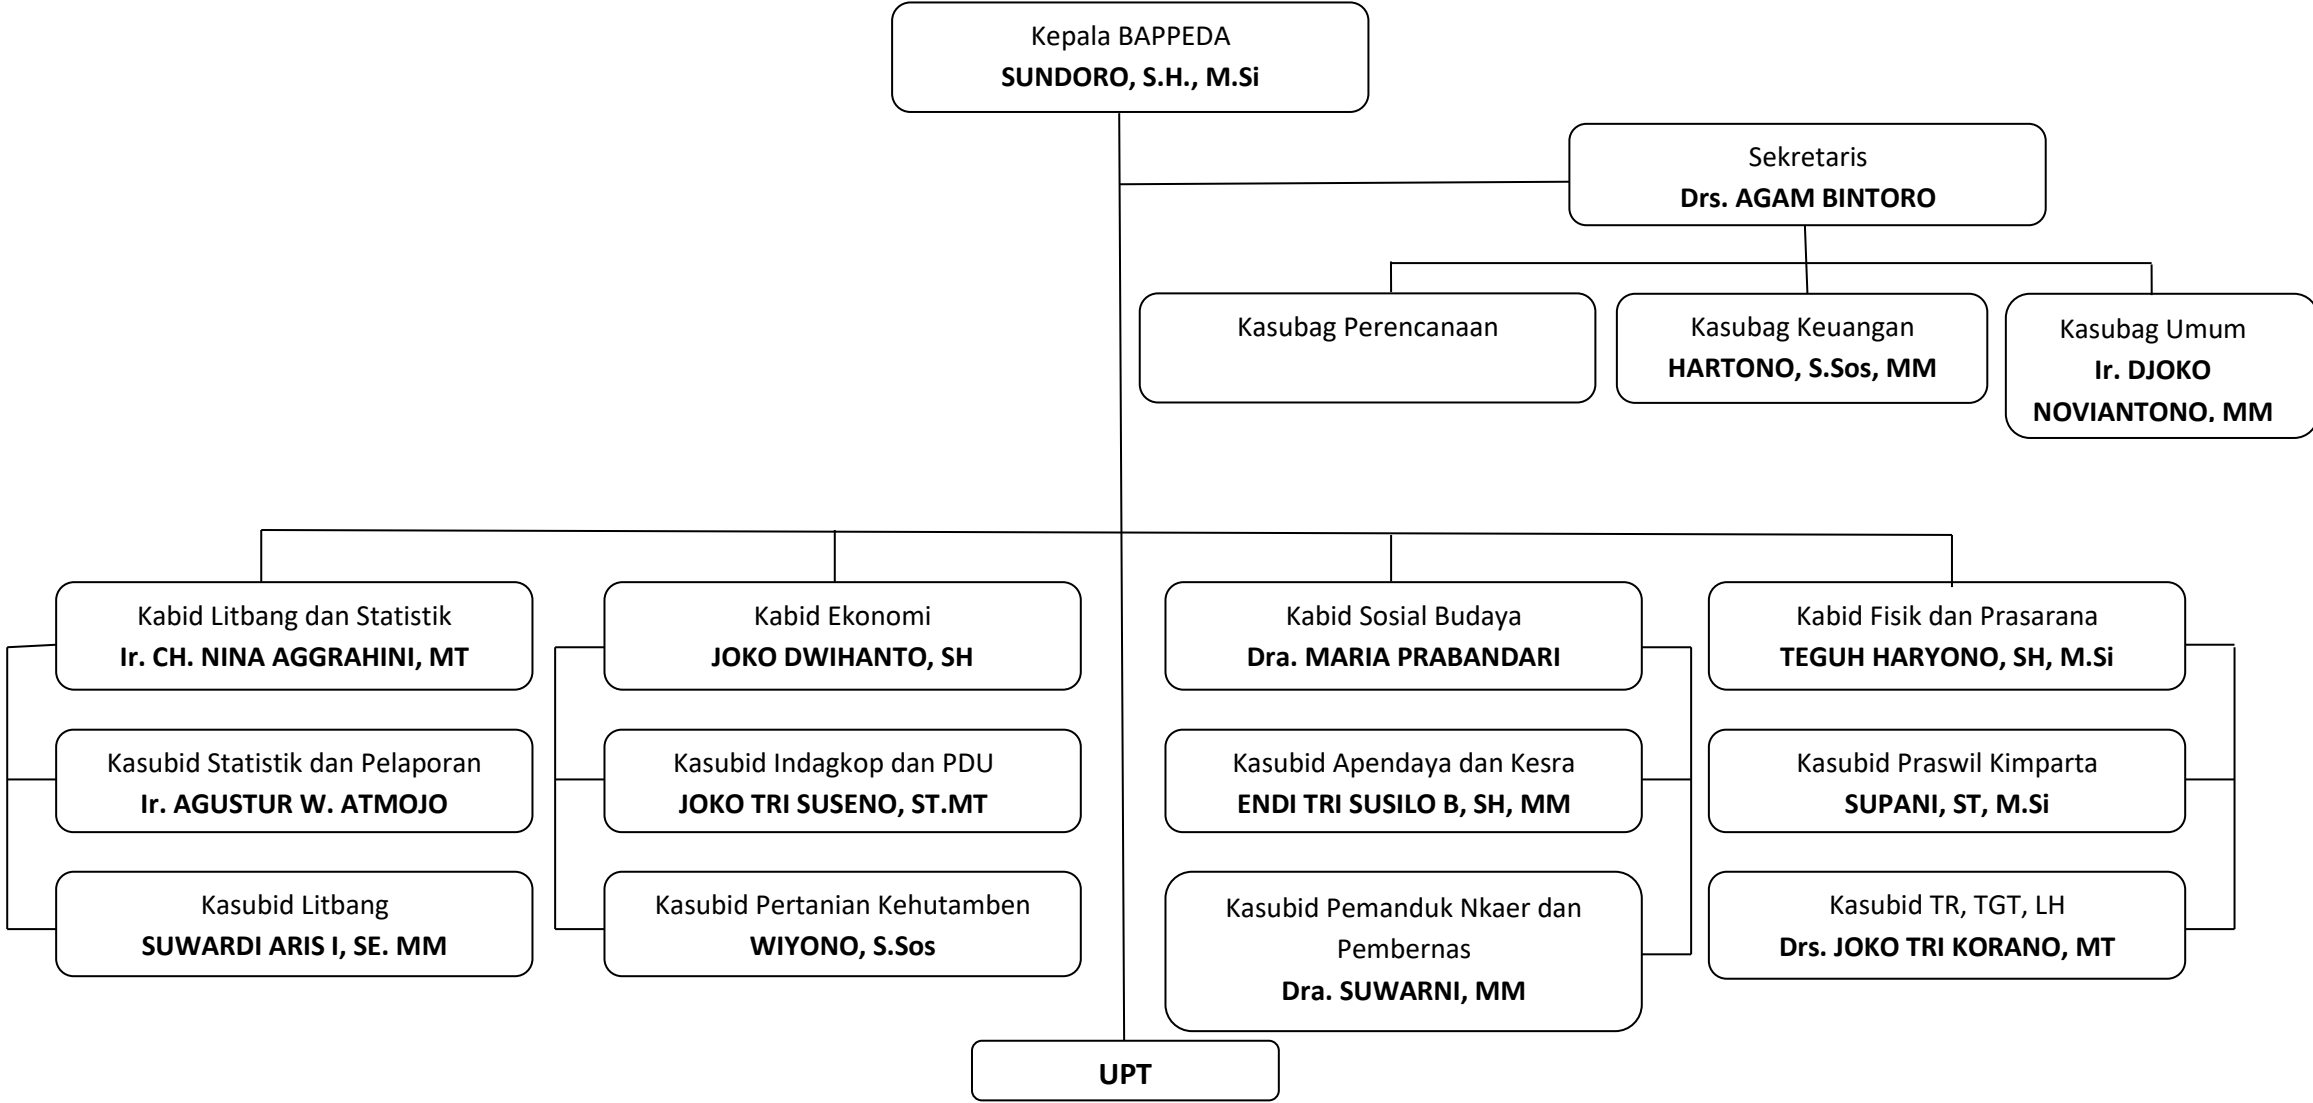 Kepala BAPPEDA
SUNDORO, S.H., M.Si
Sekretaris
Drs. AGAM BINTORO
Kasubag Perencanaan
Kasubag Keuangan
HARTONO, S.Sos, MM
Kasubag Umum
Ir. DJOKO
NOVIANTONO, MM
Kabid Litbang dan Statistik
Ir. CH. NINA AGGRAHINI, MT
Kabid Ekonomi
JOKO DWIHANTO, SH
Kabid Sosial Budaya
Dra. MARIA PRABANDARI
Kabid Fisik dan Prasarana
TEGUH HARYONO, SH, M.Si
Kasubid Statistik dan Pelaporan
Ir. AGUSTUR W. ATMOJO
Kasubid Indagkop dan PDU
JOKO TRI SUSENO, ST.MT
Kasubid Apendaya dan Kesra
ENDI TRI SUSILO B, SH, MM
Kasubid Praswil Kimparta
SUPANI, ST, M.Si
Kasubid Litbang
SUWARDI ARIS I, SE. MM
Kasubid Pertanian Kehutamben
WIYONO, S.Sos
Kasubid Pemanduk Nkaer dan
Pembernas
Dra. SUWARNI, MM
Kasubid TR, TGT, LH
Drs. JOKO TRI KORANO, MT
UPT